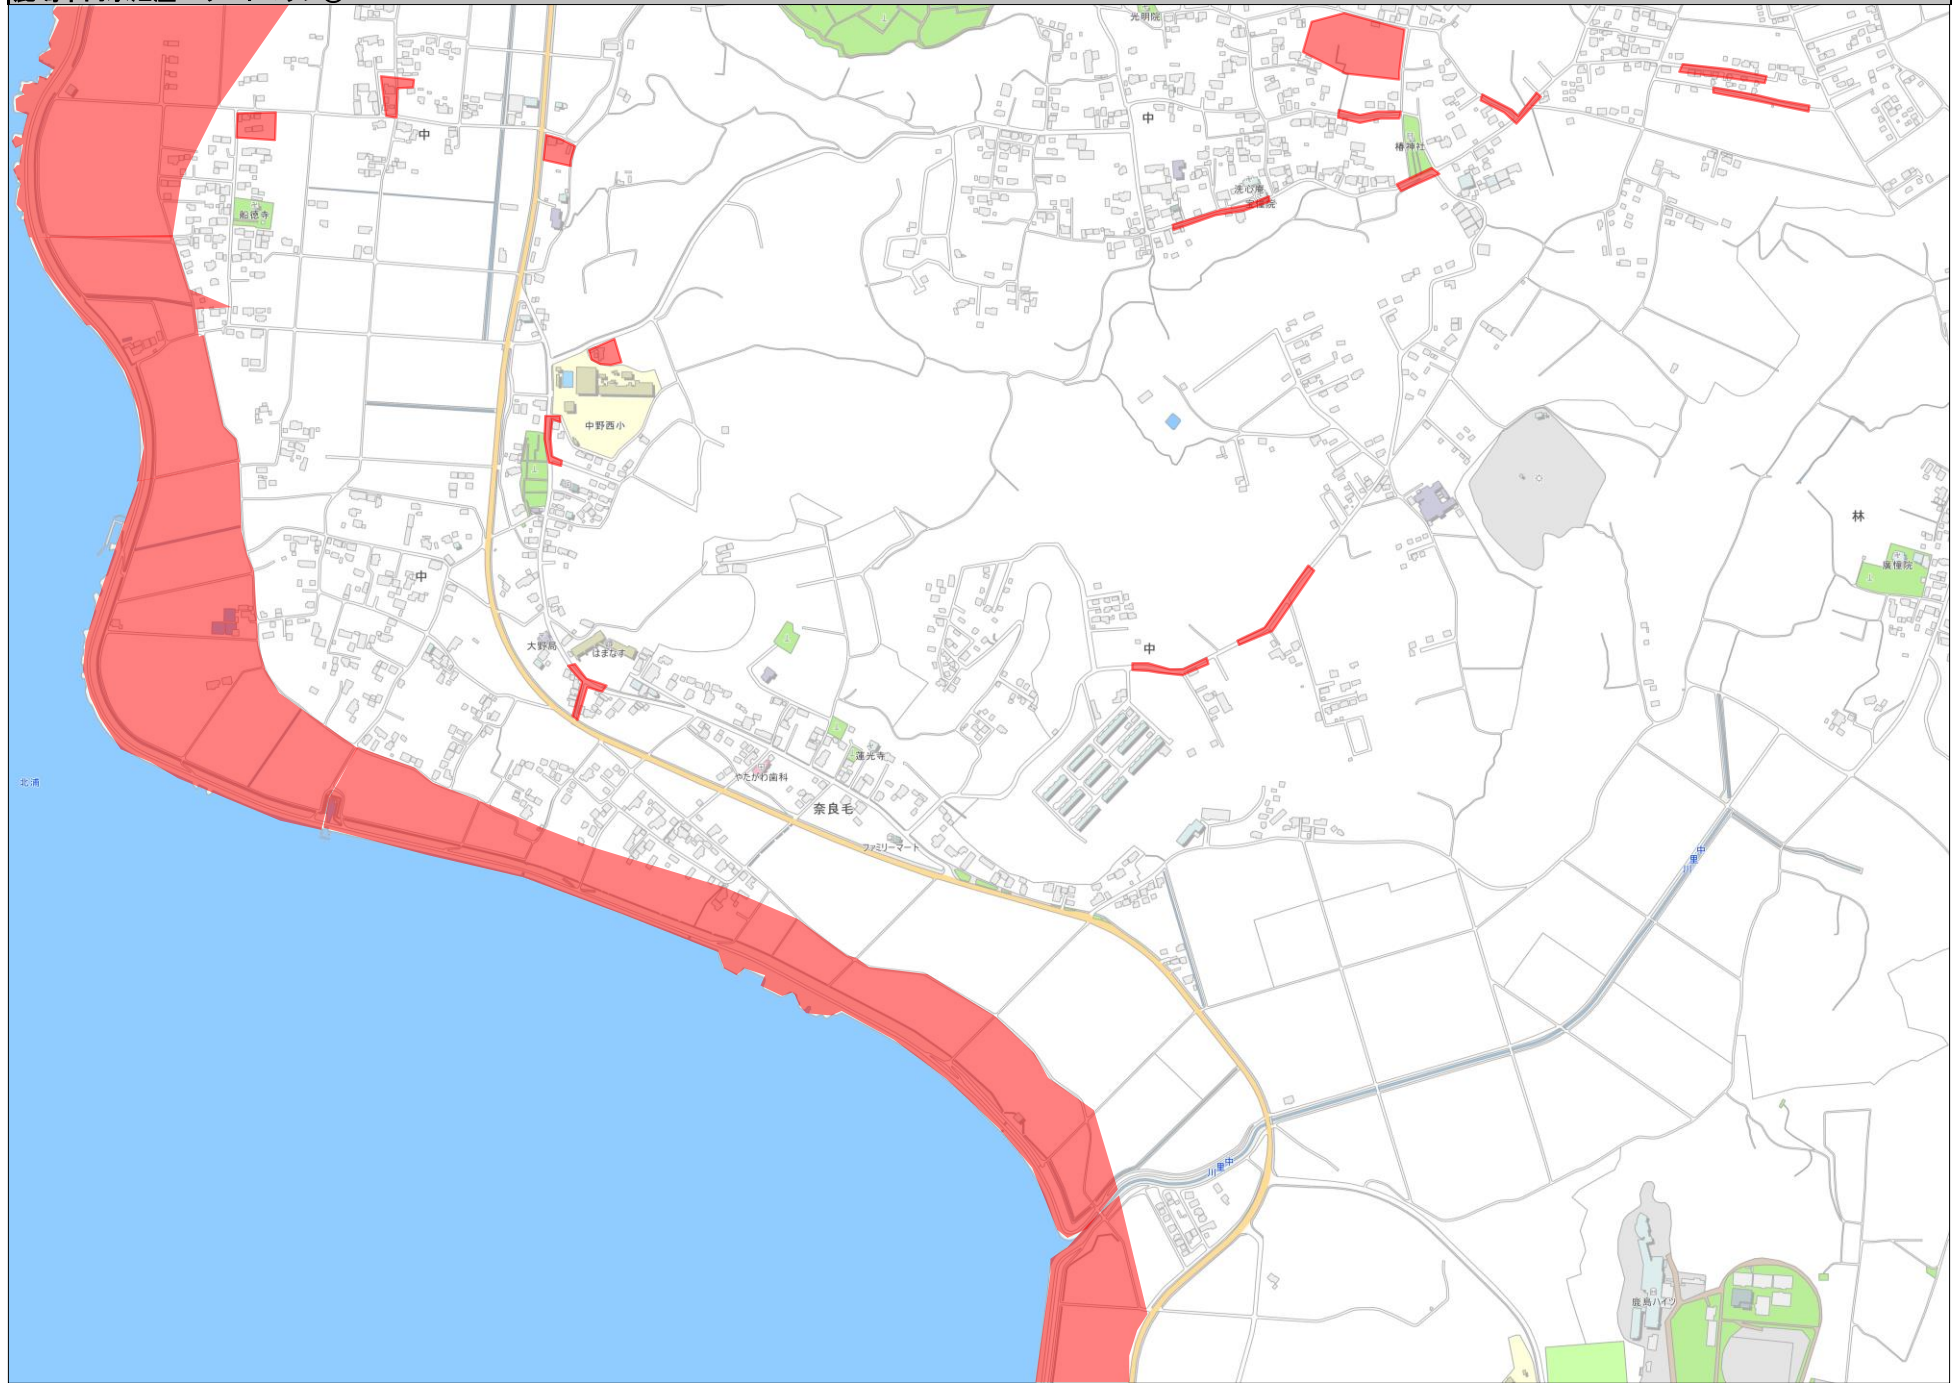 光明院
中
中
椿神社
洗心庵
宝憧院
船徳寺
中野西小
林
廣憧院
中
大野局
はまなす
中
蓮光寺
北浦
やたがわ歯科
奈良毛
ファミリーマート
中里川
中里川
鹿島ハイツ